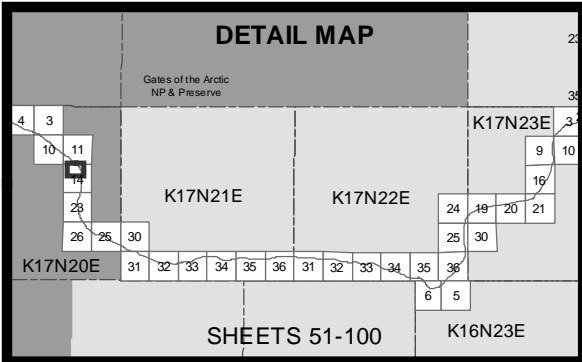 DETAIL MAP
23
Gates of the Arctic
NP & Preserve
35
4 3
K17N23E
3
10 11
9 10
14
16
K17N21E
K17N22E
23
24 19 20 21
26 25 30
25 30
K17N20E
31 32 33 34 35 36 31 32 33 34 35 36
6 5
SHEETS 51-100
K16N23E